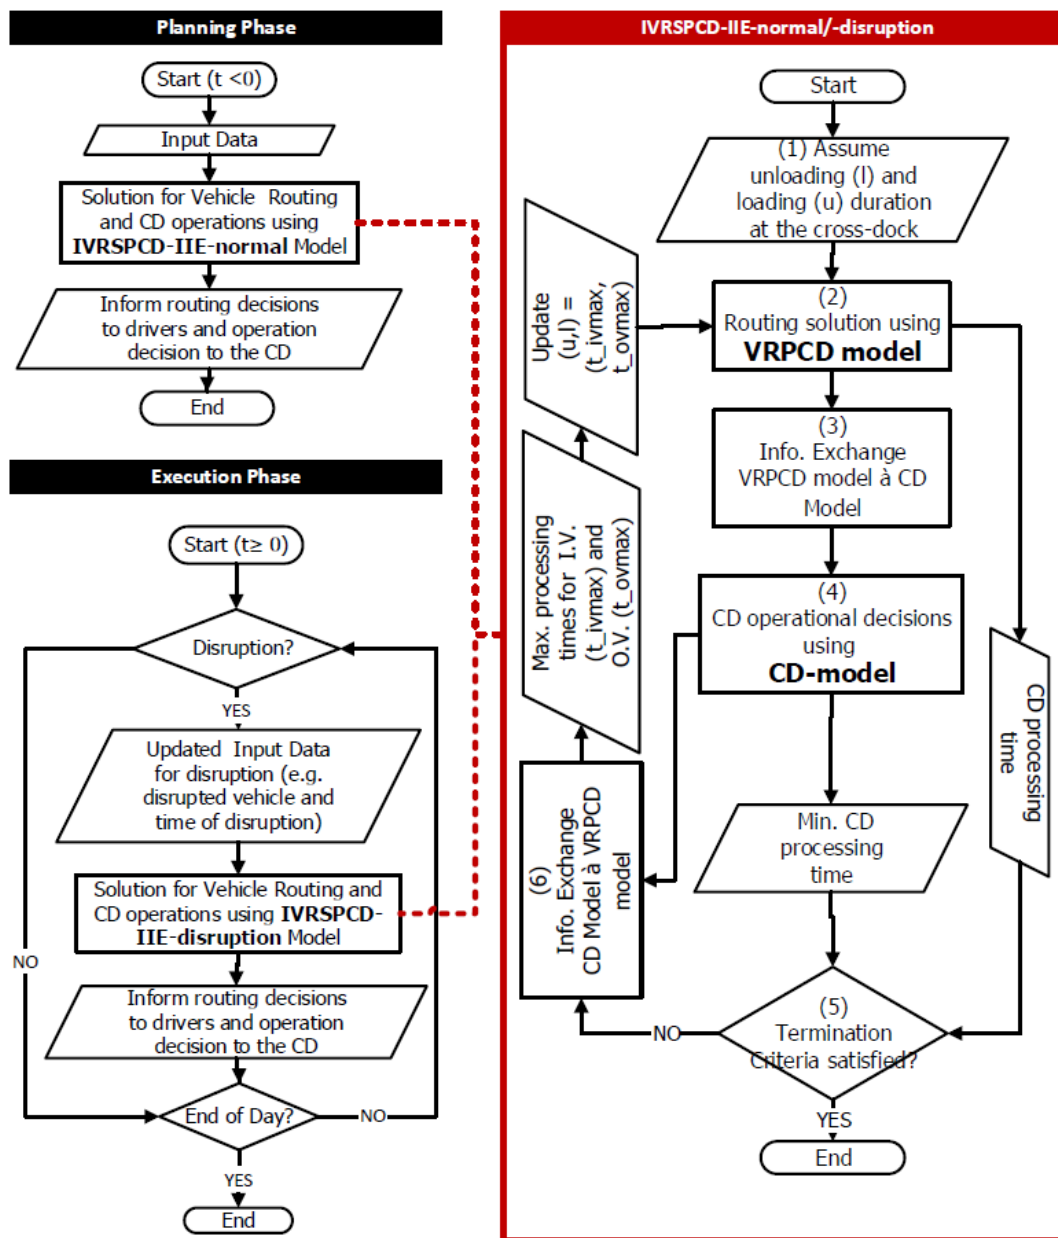 Planning Phase
Start (t <0)
Input Data
Solution for Vehicle Routing
and CD operations using
IVRSPCD-IIE-normal Model
Inform routing decisions
to drivers and operation
decision to the CD
End
Execution Phase
Start (t≥ 0)
Disruption?
YES
NO
Updated Input Data
for disruption (e.g.
disrupted vehicle and
time of disruption)
Solution for Vehicle Routing and
CD operations using IVRSPCD-
IIE-disruption Model
Inform routing decisions
to drivers and operation
decision to the CD
End of Day?
NO
YES
End
IVRSPCD-IIE-normal/-disruption
Start
(1) Assume
unloading (l) and
loading (u) duration
at the cross-dock
(2)
Routing solution using
VRPCD model
(3)
Info. Exchange
VRPCD model à CD
Model
(4)
CD operational decisions
using
CD-model
CD processing
time
Min. CD
processing
time
(5)
Termination
Criteria satisfied?
NO
YES
End
(6)
Info. Exchange
CD Model à VRPCD
model
Max. processing
times for I.V.
(t_ivmax) and
O.V. (t_ovmax)
Update
(u,l) =
(t_ivmax,
t_ovmax)